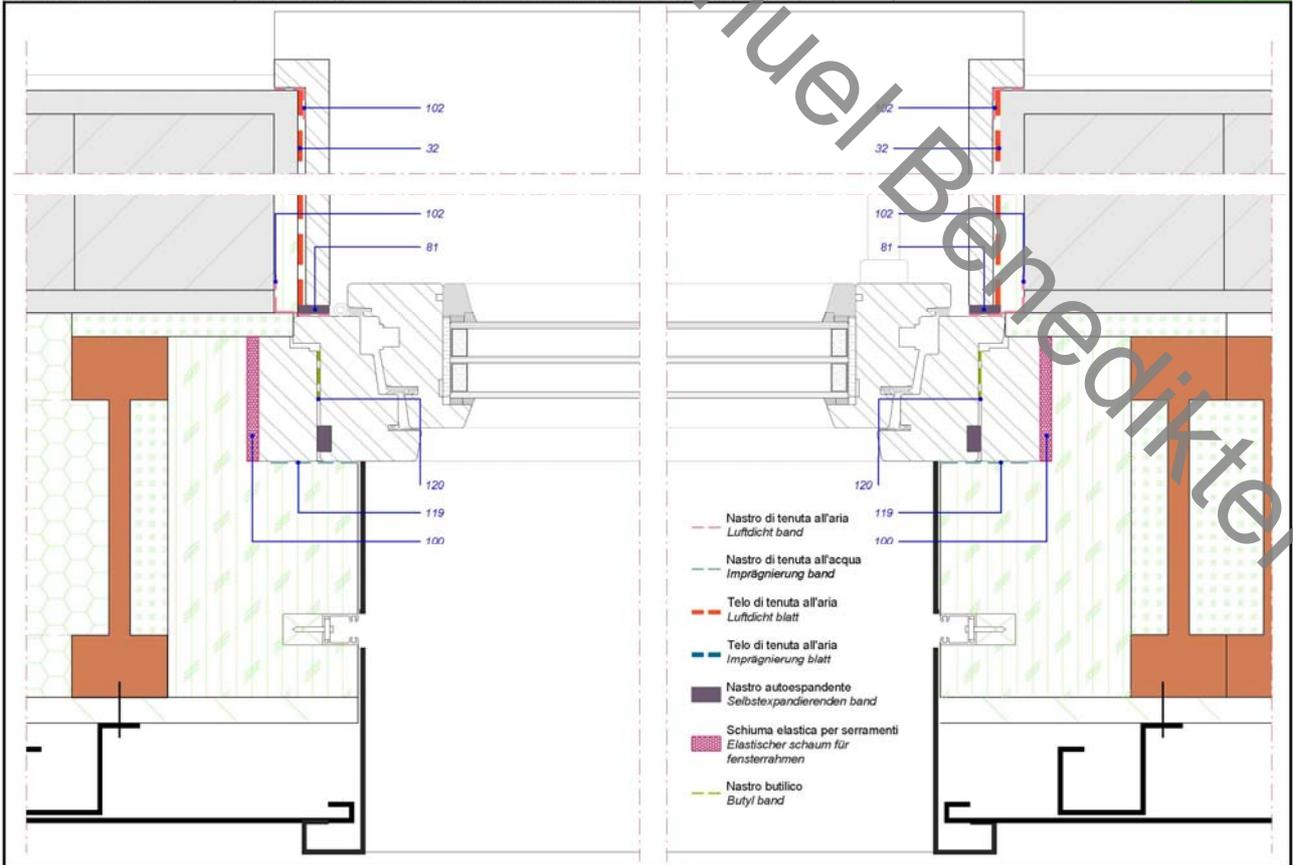 102
102
32
32
102
102
81
81
120
120
119
119
100
100
Nastro di tenuta all'aria
Luftdicht band
Nastro di tenuta all'acqua
Imprägnierung band
Telo di tenuta all'aria
Luftdicht blatt
Telo di tenuta all'aria
Imprägnierung blatt
Nastro autoespandente
Selbstexpandierenden band
Schiuma elastica per serramenti
Elastischer schaum für
fensterrahmen
Nastro butilico
Butyl band
nuel Benedikter